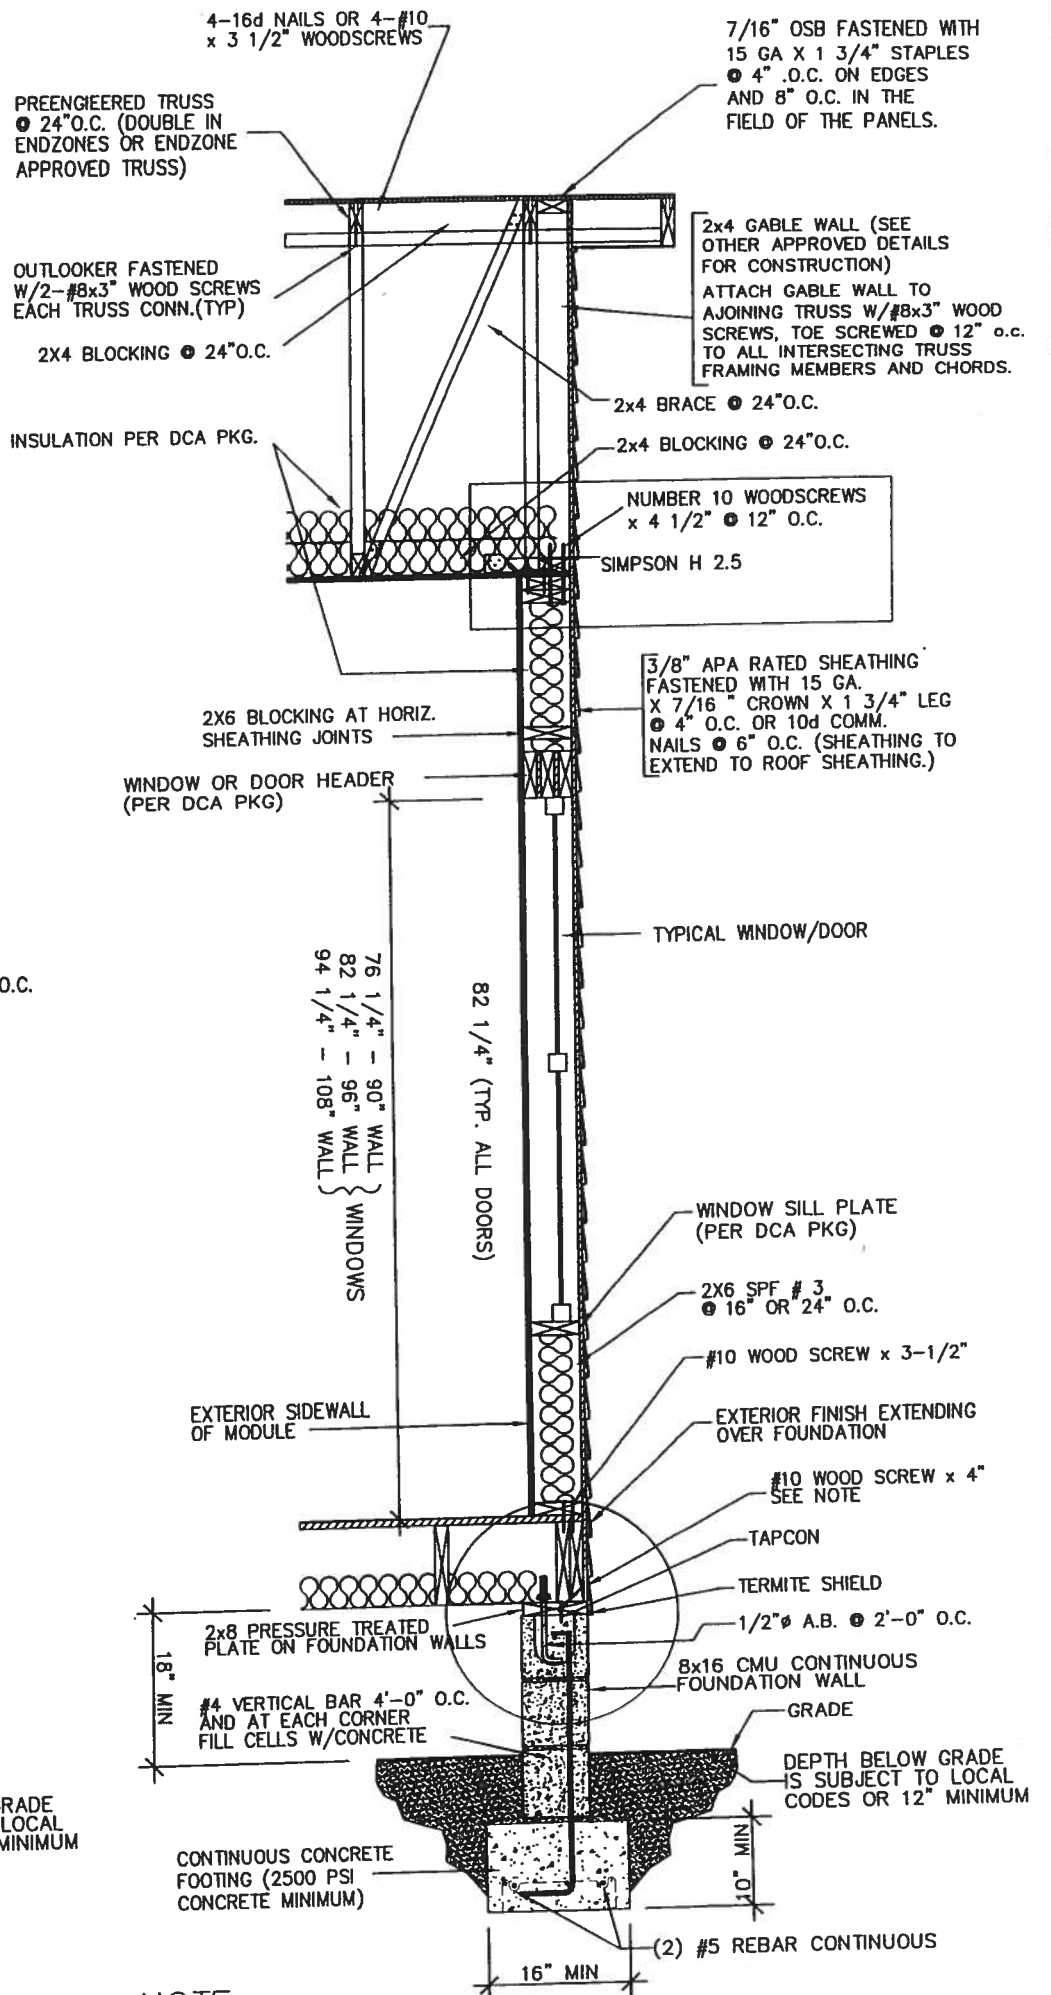 4-16d NAILS OR 4-#10
x 3 1/2" WOODSCREWS
7/16" OSB FASTENED WITH
15 GA X 1 3/4" STAPLES
@ 4" .O.C. ON EDGES
AND 8" O.C. IN THE
FIELD OF THE PANELS.
PREENGIEERED TRUSS
@ 24"O.C. (DOUBLE IN
ENDZONES OR ENDZONE
APPROVED TRUSS)
2x4 GABLE WALL (SEE
OTHER APPROVED DETAILS
FOR CONSTRUCTION)
ATTACH GABLE WALL TO
AJOINING TRUSS W/#8x3" WOOD
SCREWS, TOE SCREWED @ 12" o.c.
TO ALL INTERSECTING TRUSS
FRAMING MEMBERS AND CHORDS.
OUTLOOKER FASTENED
W/2-#8x3" WOOD SCREWS
EACH TRUSS CONN.(TYP)
2X4 BLOCKING @ 24"O.C.
2x4 BRACE @ 24"O.C.
INSULATION PER DCA PKG.
2x4 BLOCKING @ 24"O.C.
NUMBER 10 WOODSCREWS
x 4 1/2" @ 12" O.C.
SIMPSON H 2.5
3/8" APA RATED SHEATHING
FASTENED WITH 15 GA.
X 7/16 " CROWN X 1 3/4" LEG
@ 4" O.C. OR 10d COMM.
NAILS @ 6" O.C. (SHEATHING TO
EXTEND TO ROOF SHEATHING.)
2X6 BLOCKING AT HORIZ.
SHEATHING JOINTS
WINDOW OR DOOR HEADER
(PER DCA PKG)
TYPICAL WINDOW/DOOR
O.C.
76 1/4" - 90" WALL
82 1/4" - 96" WALL
94 1/4" - 108" WALL
WINDOWS
82 1/4" (TYP. ALL DOORS)
WINDOW SILL PLATE
(PER DCA PKG)
2X6 SPF # 3
@ 16" OR 24" O.C.
#10 WOOD SCREW x 3-1/2"
EXTERIOR SIDEWALL
OF MODULE
EXTERIOR FINISH EXTENDING
OVER FOUNDATION
#10 WOOD SCREW x 4"
SEE NOTE
TAPCON
TERMITE SHIELD
1/2"ø A.B. @ 2'-0" O.C.
2x8 PRESSURE TREATED
PLATE ON FOUNDATION WALLS
18" MIN
8x16 CMU CONTINUOUS
FOUNDATION WALL
#4 VERTICAL BAR 4'-0" O.C.
AND AT EACH CORNER
FILL CELLS W/CONCRETE
GRADE
DEPTH BELOW GRADE
IS SUBJECT TO LOCAL
CODES OR 12" MINIMUM
RADE
LOCAL
MINIMUM
CONTINUOUS CONCRETE
FOOTING (2500 PSI
CONCRETE MINIMUM)
10" MIN
(2) #5 REBAR CONTINUOUS
16" MIN
NOTE